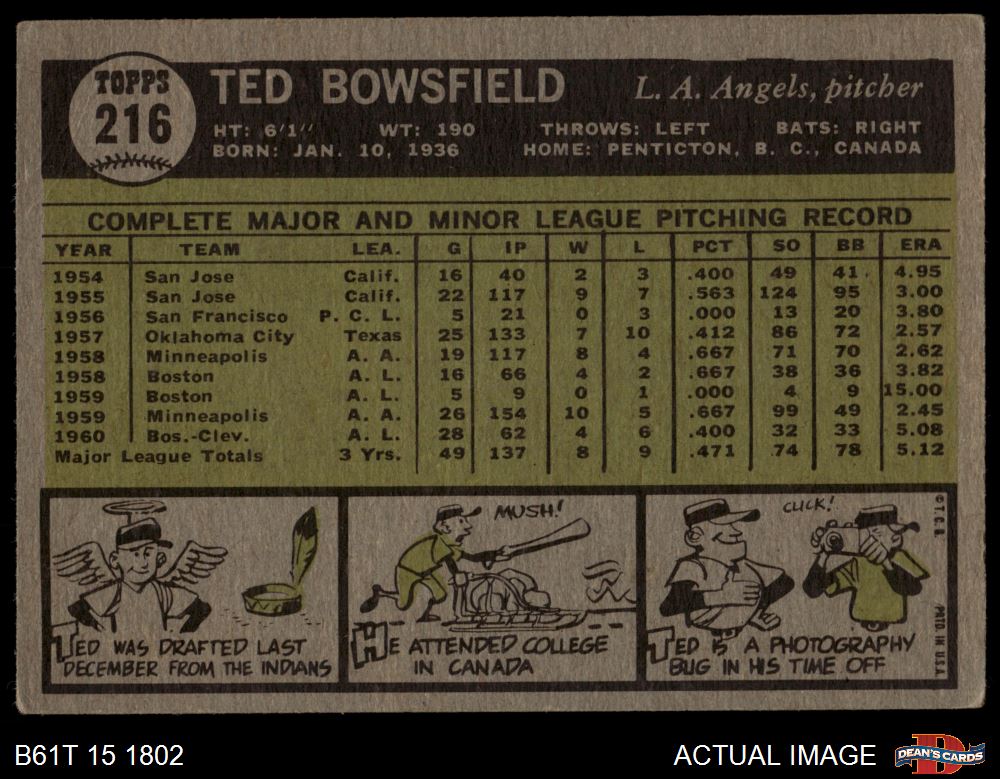 TOPPS
216
TED BOWSFIELD
L. A. Angels, pitcher
HT: 6'1" WT: 190 THROWS: LEFT BATS: RIGHT
BORN: JAN. 10, 1936 HOME: PENTICTON, B. C., CANADA
COMPLETE MAJOR AND MINOR LEAGUE PITCHING RECORD
YEAR TEAM LEA. G IP W L PCT SO BB ERA
1954 San Jose Calif. 16 40 2 3 .400 49 41 4.95
1955 San Jose Calif. 22 117 9 7 .563 124 95 3.00
1956 San Francisco P. C. L. 5 21 0 3 .000 13 20 3.80
1957 Oklahoma City Texas 25 133 7 10 .412 86 72 2.57
1958 Minneapolis A. A. 19 117 8 4 .667 71 70 2.62
1958 Boston A. L. 16 66 4 2 .667 38 36 3.82
1959 Boston A. L. 5 9 0 1 .000 4 9 15.00
1959 Minneapolis A. A. 26 154 10 5 .667 99 49 2.45
1960 Bos.-Clev. A. L. 28 62 4 6 .400 32 33 5.08
Major League Totals 3 Yrs. 49 137 8 9 .471 74 78 5.12
TED WAS DRAFTED LAST
DECEMBER FROM THE INDIANS
MUSH!
HE ATTENDED COLLEGE
IN CANADA
CLICK!
TED IS A PHOTOGRAPHY
BUG IN HIS TIME OFF
© T. C. G.
PRTD IN U.S.A.
B61T 15 1802
ACTUAL IMAGE
DEAN'S CARDS